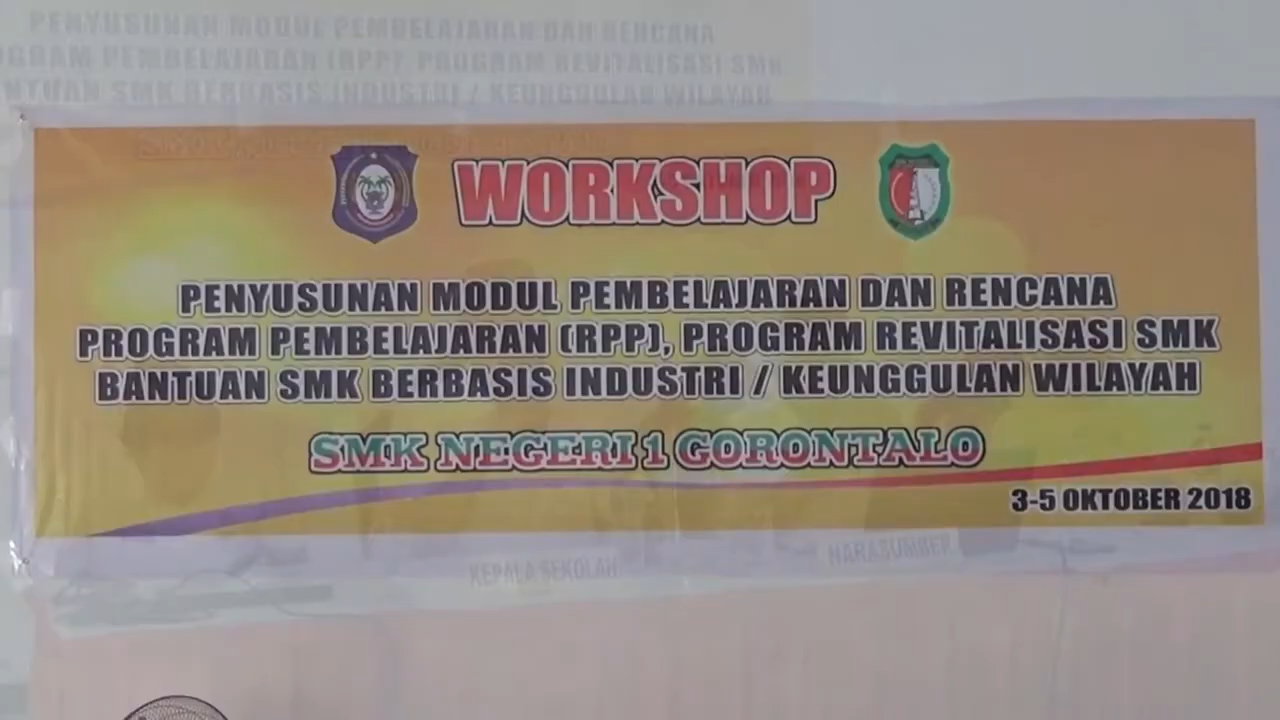 PENYUSUNAN MODUL PEMBELAJARAN DAN RENCANA
PEMBELAJARAN (RPP), PROGRAM REVITALISASI SMK
SMK BERBASIS INDUSTRI / KEUNGGULAN WILAYAH
WORKSHOP
PENYUSUNAN MODUL PEMBELAJARAN DAN RENCANA
PROGRAM PEMBELAJARAN (RPP), PROGRAM REVITALISASI SMK
BANTUAN SMK BERBASIS INDUSTRI / KEUNGGULAN WILAYAH
SMK NEGERI 1 GORONTALO
3-5 OKTOBER 2018
KEPALA SEKOLAH
NARASUMBER